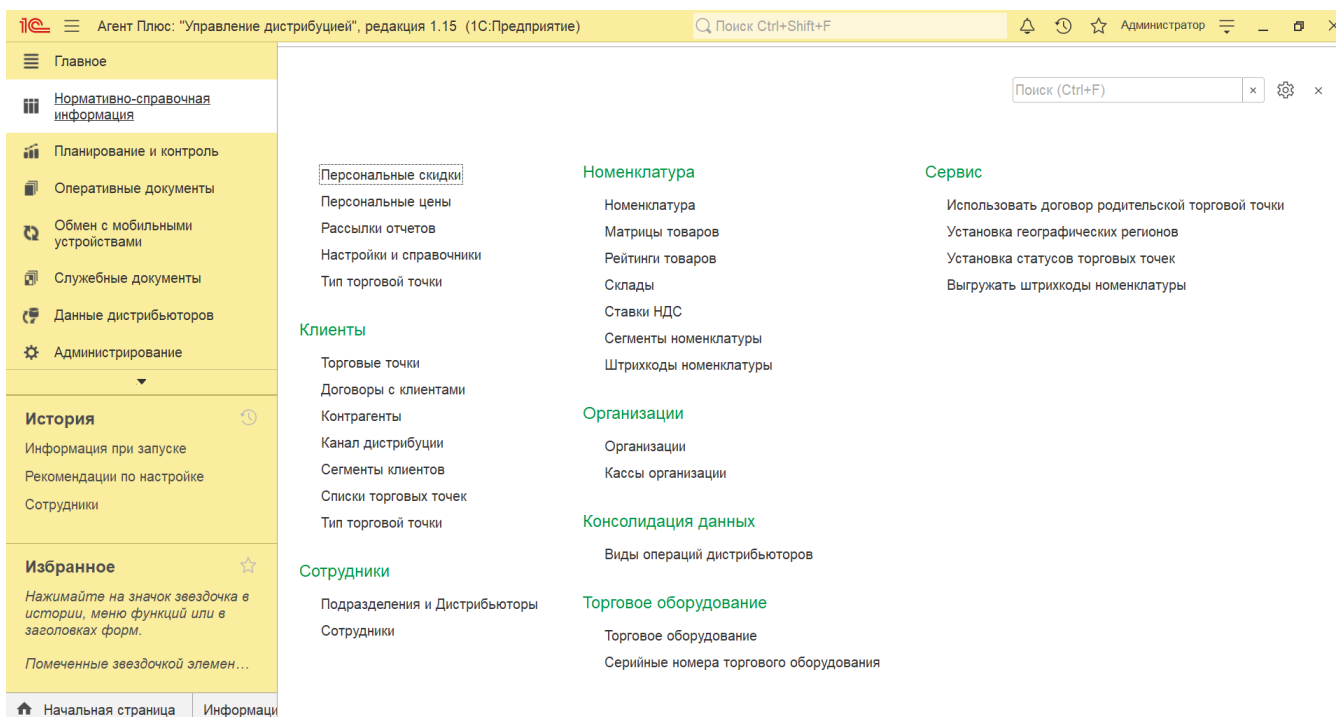 1С Агент Плюс: "Управление дистрибуцией", редакция 1.15 (1С:Предприятие)
Поиск Ctrl+Shift+F
Администратор
Главное
Нормативно-справочная
информация
Планирование и контроль
Оперативные документы
Обмен с мобильными
устройствами
Служебные документы
Данные дистрибьюторов
Администрирование
История
Информация при запуске
Рекомендации по настройке
Сотрудники
Избранное
Нажимайте на значок звездочка в
истории, меню функций или в
заголовках форм.
Помеченные звездочкой элемен...
Начальная страница
Информаци
Поиск (Ctrl+F)
Персональные скидки
Персональные цены
Рассылки отчетов
Настройки и справочники
Тип торговой точки
Клиенты
Торговые точки
Договоры с клиентами
Контрагенты
Канал дистрибуции
Сегменты клиентов
Списки торговых точек
Тип торговой точки
Сотрудники
Подразделения и Дистрибьюторы
Сотрудники
Номенклатура
Номенклатура
Матрицы товаров
Рейтинги товаров
Склады
Ставки НДС
Сегменты номенклатуры
Штрихкоды номенклатуры
Организации
Организации
Кассы организации
Консолидация данных
Виды операций дистрибьюторов
Торговое оборудование
Торговое оборудование
Серийные номера торгового оборудования
Сервис
Использовать договор родительской торговой точки
Установка географических регионов
Установка статусов торговых точек
Выгружать штрихкоды номенклатуры